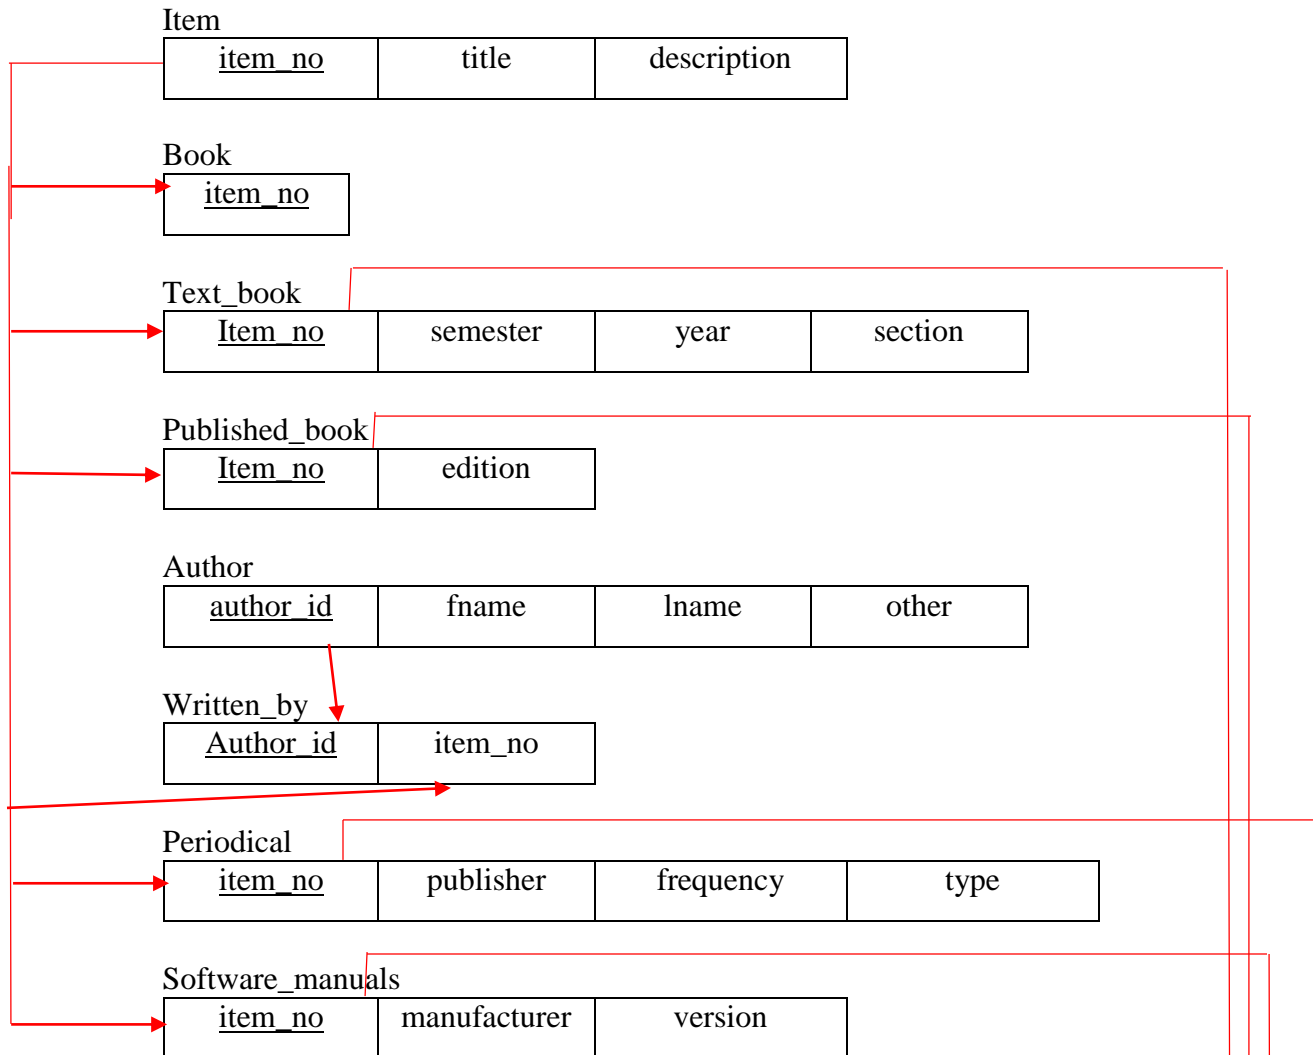 Item
item_no title description
Book
item_no
Text_book
Item_no semester year section
Published_book
Item_no edition
Author
author_id fname lname other
Written_by
Author_id item_no
Periodical
item_no publisher frequency type
Software_manuals
item_no manufacturer version